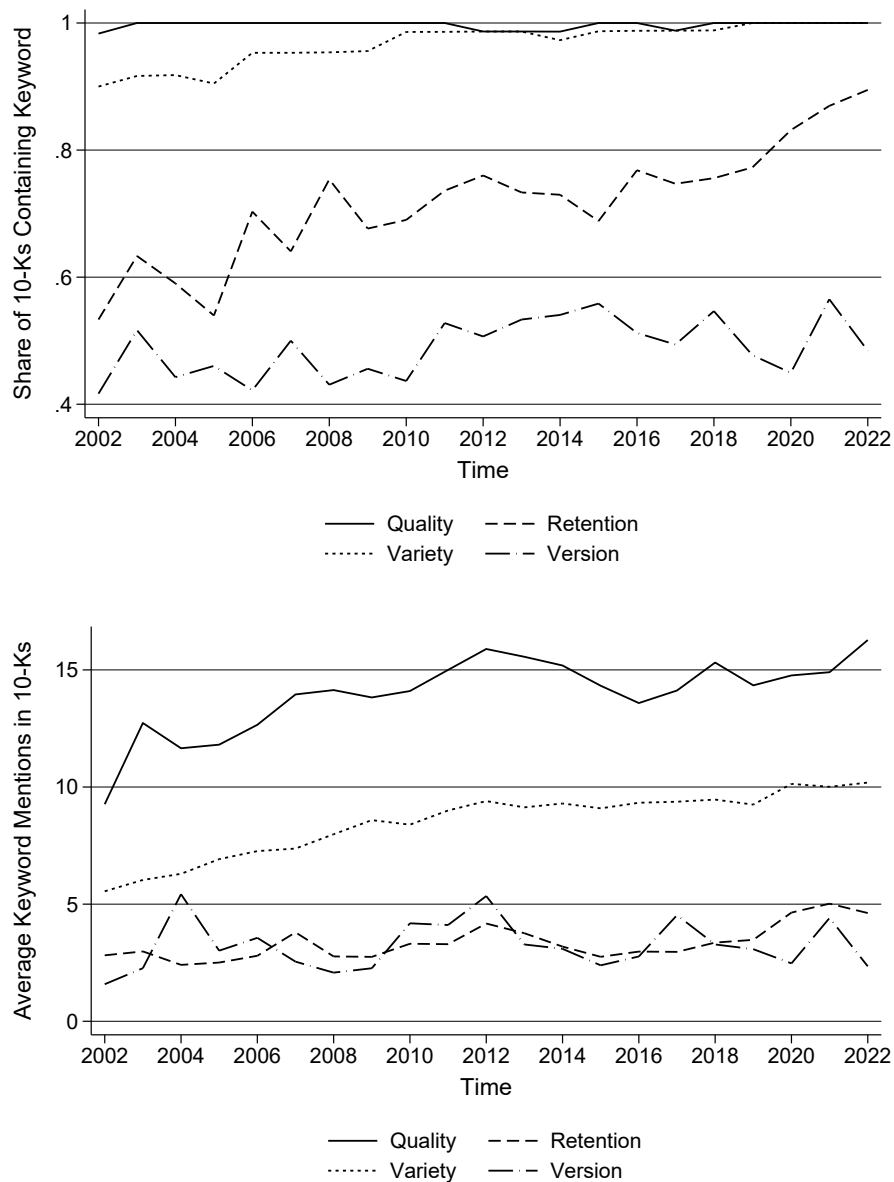 Share of 10-Ks Containing Keyword
1
.8
.6
.4
2002 2004 2006 2008 2010 2012 2014 2016 2018 2020 2022
Time
Quality Retention
Variety Version
Average Keyword Mentions in 10-Ks
15
10
5
0
2002 2004 2006 2008 2010 2012 2014 2016 2018 2020 2022
Time
Quality Retention
Variety Version